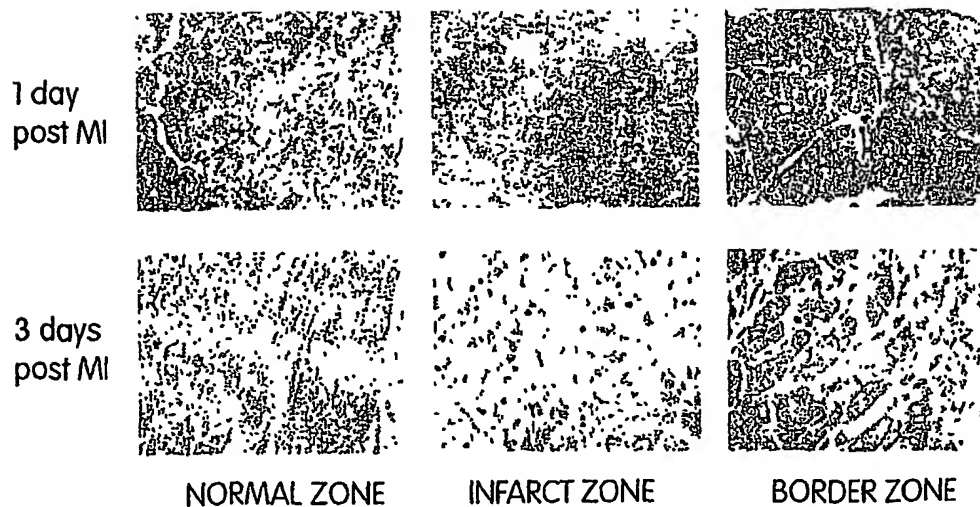 1 day
post MI
3 days
post MI
NORMAL ZONE
INFARCT ZONE
BORDER ZONE